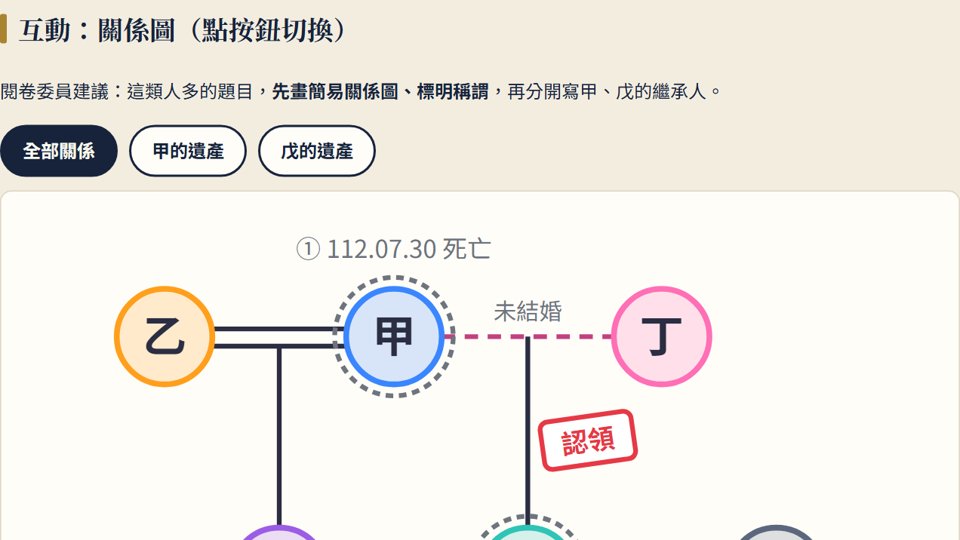 互動：關係圖（點按鈕切換）
閱卷委員建議：這類人多的題目，先畫簡易關係圖、標明稱謂，再分開寫甲、戊的繼承人。
全部關係 甲的遺產 戊的遺產
① 112.07.30 死亡
未結婚
乙 甲 丁
認領